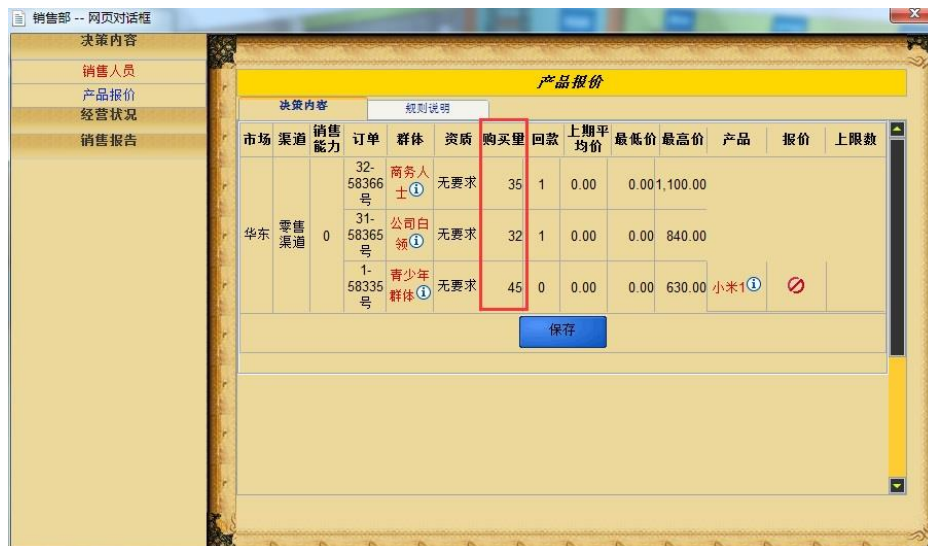 销售部 -- 网页对话框
决策内容
销售人员
产品报价
经营状况
销售报告
产品报价
决策内容 规则说明
市场 渠道 销售能力 订单 群体 资质 购买量 回款 上期平均价 最低价 最高价 产品 报价 上限数
华东 零售渠道 0 32-58366号 商务人士 无要求 35 1 0.00 0.00 1,100.00
31-58365号 公司白领 无要求 32 1 0.00 0.00 840.00
1-58335号 青少年群体 无要求 45 0 0.00 0.00 630.00 小米1
保存